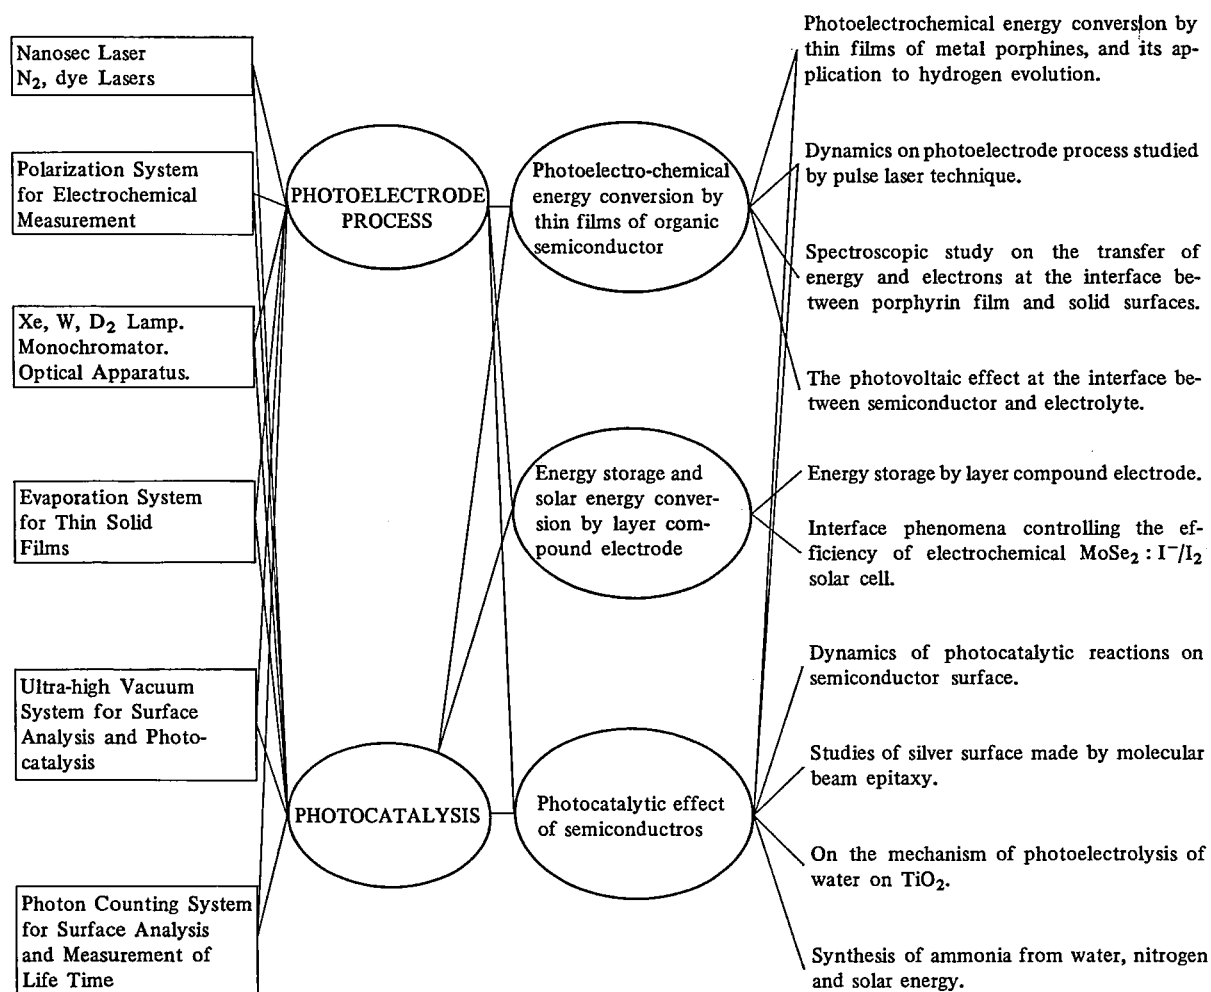 Nanosec Laser
N₂, dye Lasers
Polarization System
for Electrochemical
Measurement
Xe, W, D₂ Lamp.
Monochromator.
Optical Apparatus.
Evaporation System
for Thin Solid
Films
Ultra-high Vacuum
System for Surface
Analysis and Photo-
catalysis
Photon Counting System
for Surface Analysis
and Measurement of
Life Time
PHOTOELECTRODE
PROCESS
PHOTOCATALYSIS
Photoelectro-chemical
energy conversion by
thin films of organic
semiconductor
Energy storage and
solar energy conver-
sion by layer com-
pound electrode
Photocatalytic effect
of semiconductros
Photoelectrochemical energy conversion by
thin films of metal porphines, and its ap-
plication to hydrogen evolution.
Dynamics on photoelectrode process studied
by pulse laser technique.
Spectroscopic study on the transfer of
energy and electrons at the interface be-
tween porphyrin film and solid surfaces.
The photovoltaic effect at the interface be-
tween semiconductor and electrolyte.
Energy storage by layer compound electrode.
Interface phenomena controlling the ef-
ficiency of electrochemical MoSe₂ : I⁻/I₂
solar cell.
Dynamics of photocatalytic reactions on
semiconductor surface.
Studies of silver surface made by molecular
beam epitaxy.
On the mechanism of photoelectrolysis of
water on TiO₂.
Synthesis of ammonia from water, nitrogen
and solar energy.